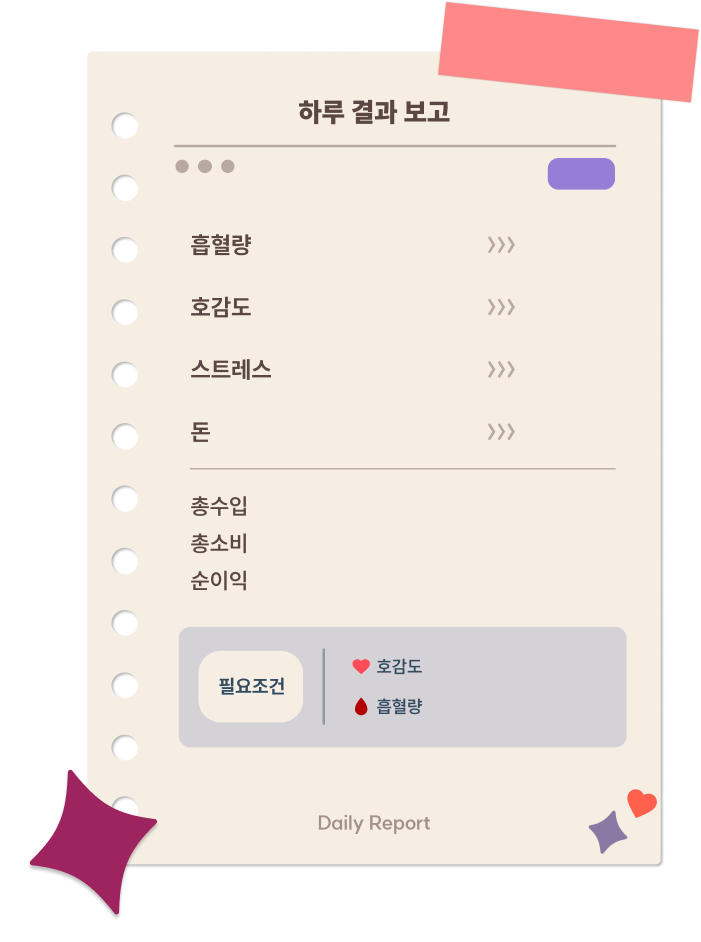 하루 결과 보고
흡혈량 》》》
호감도 》》》
스트레스 》》》
돈 》》》
총수입
총소비
순이익
필요조건
호감도
흡혈량
Daily Report